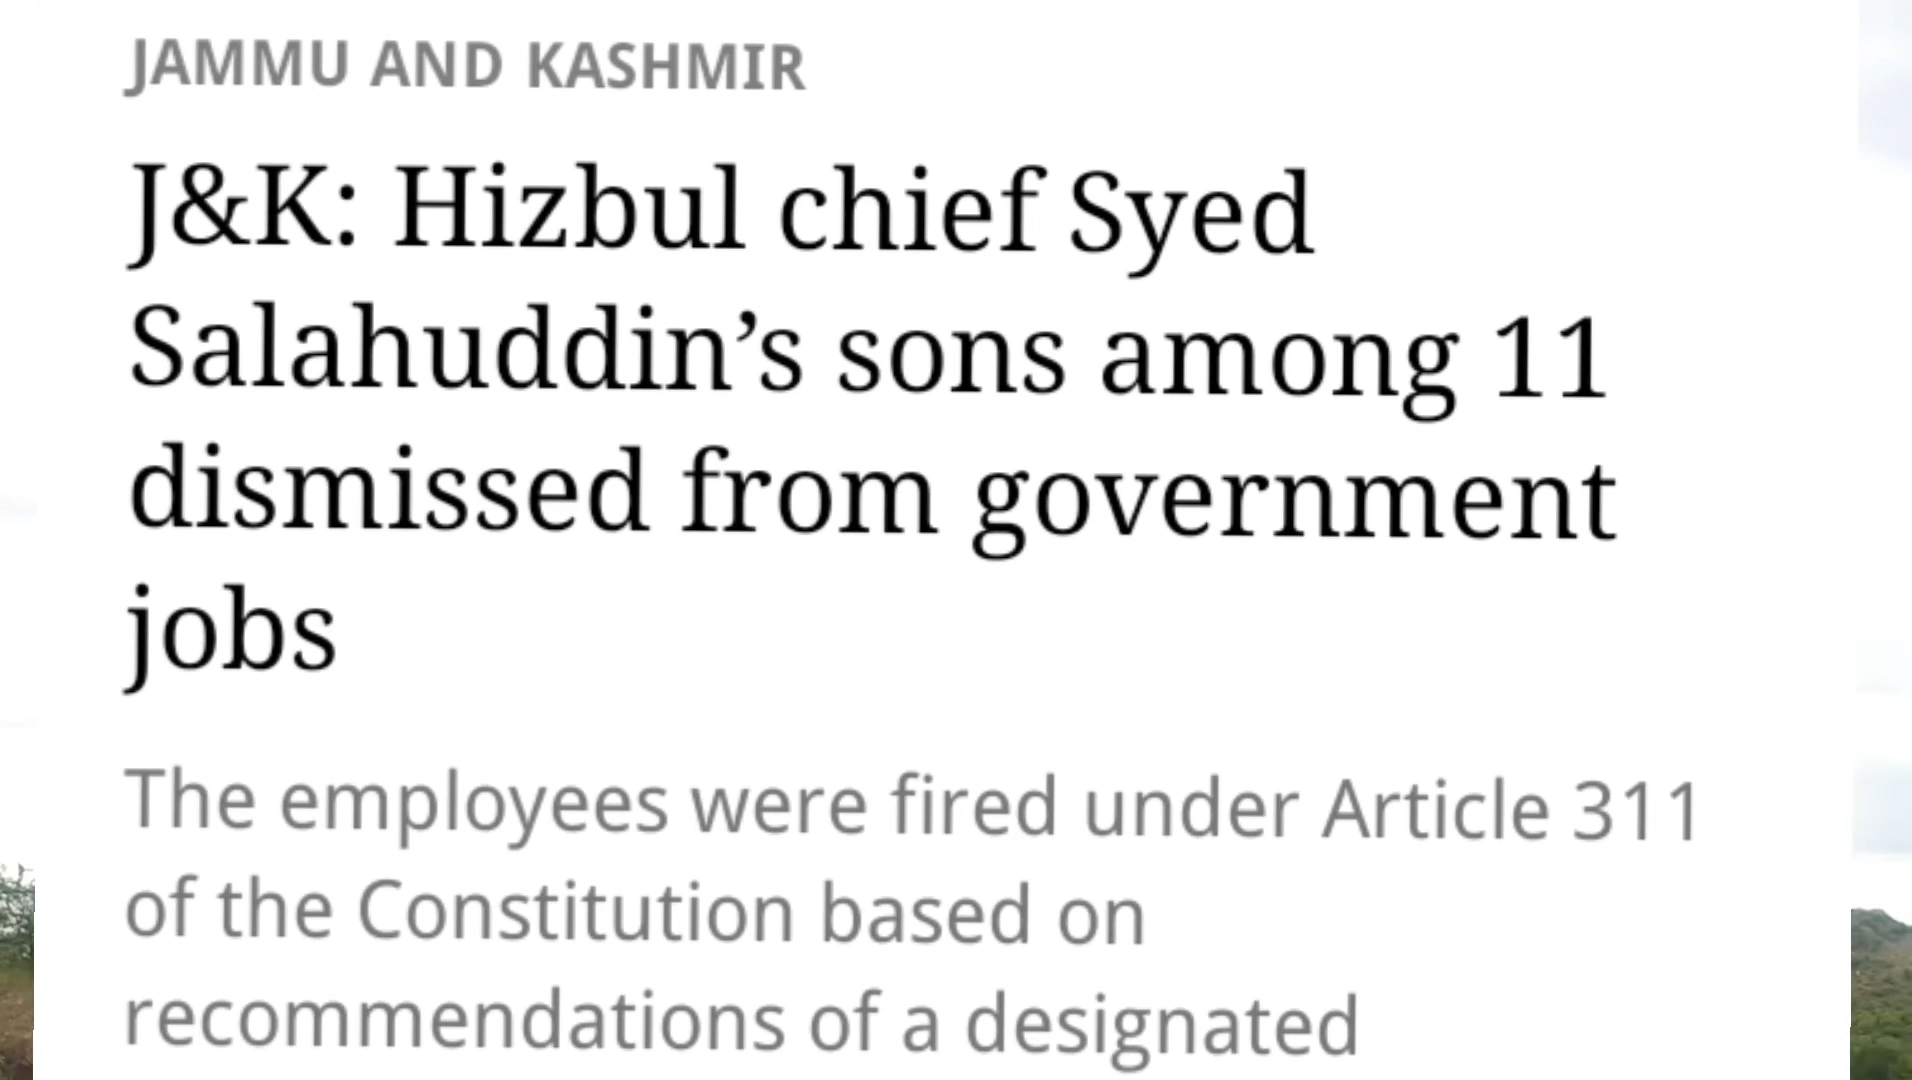 JAMMU AND KASHMIR
J&K: Hizbul chief Syed
Salahuddin’s sons among 11
dismissed from government
jobs
The employees were fired under Article 311
of the Constitution based on
recommendations of a designated